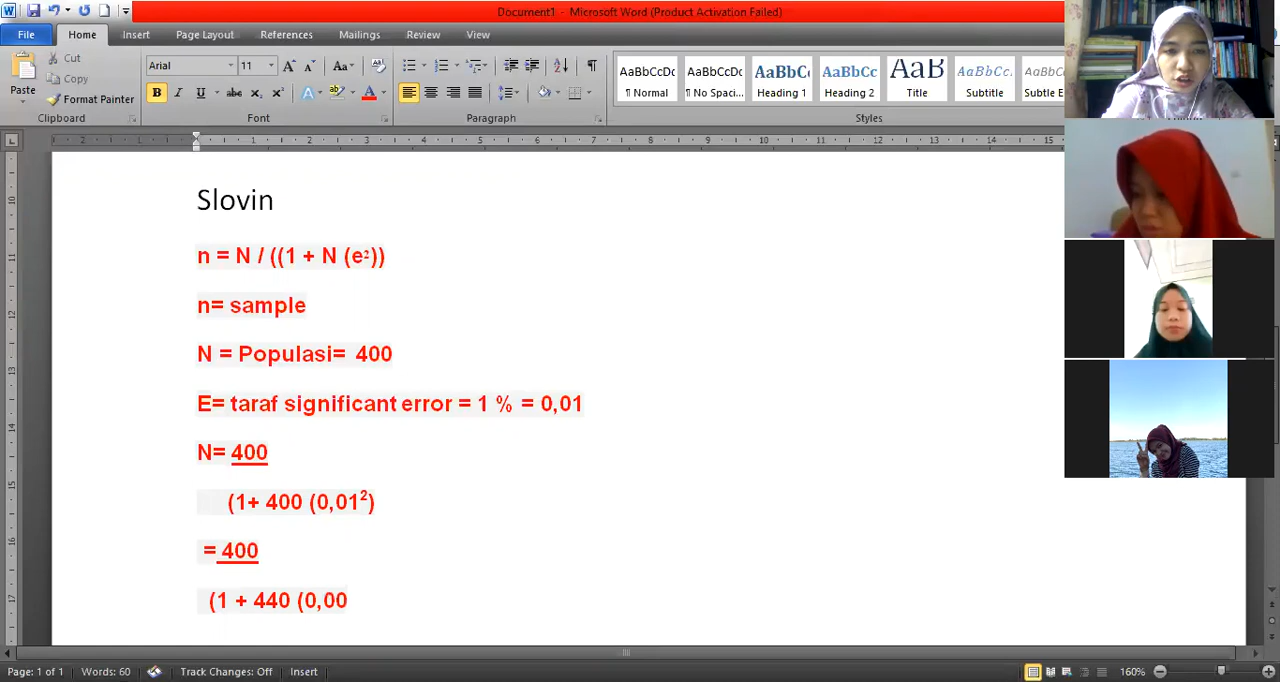 Document1 - Microsoft Word (Product Activation Failed)
File Home Insert Page Layout References Mailings Review View
Cut
Copy
Paste
Format Painter
Arial 11
Clipboard Font Paragraph Styles
AaBbCcDc AaBbCcDc AaBbC AaBbCc AaB AaBbCc. AaBbCc
¶ Normal ¶ No Spaci... Heading 1 Heading 2 Title Subtitle Subtle E
Slovin
n = N / ((1 + N (e²))
n= sample
N = Populasi= 400
E= taraf significant error = 1 % = 0,01
N= 400
(1+ 400 (0,01²)
= 400
(1 + 440 (0,00
Page: 1 of 1 Words: 60 Track Changes: Off Insert 160%